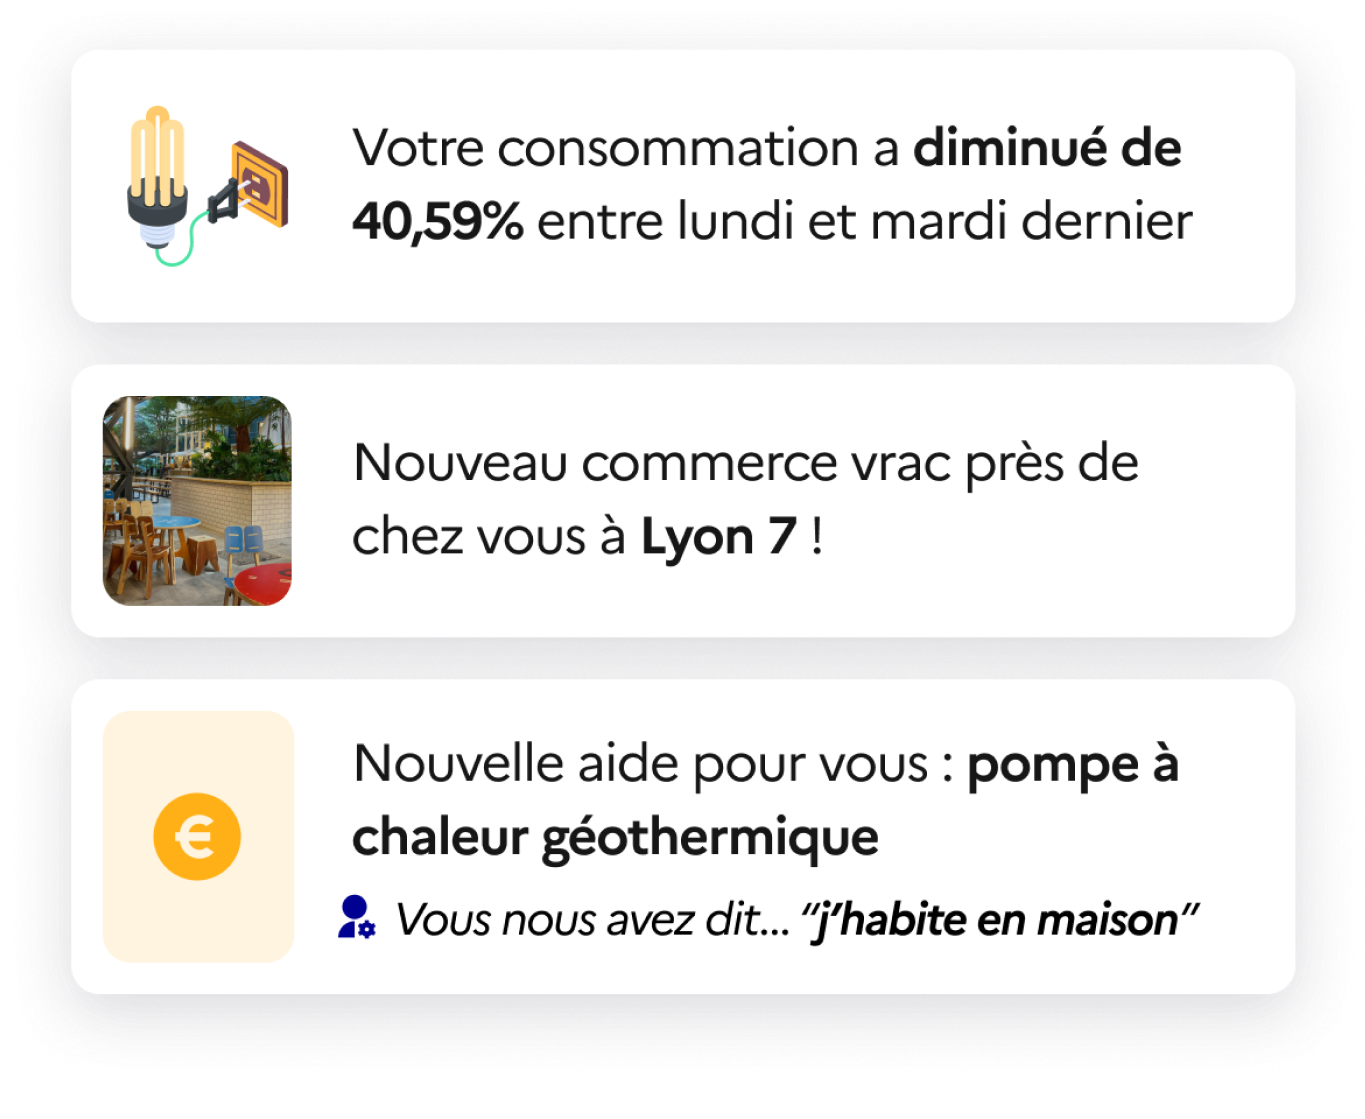 Votre consommation a diminué de
40,59% entre lundi et mardi dernier
Nouveau commerce vrac près de
chez vous à Lyon 7 !
Nouvelle aide pour vous : pompe à
chaleur géothermique
Vous nous avez dit... “j’habite en maison”